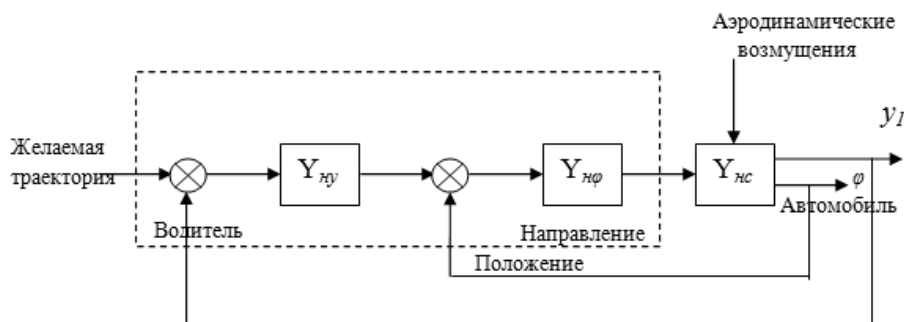 Аэродинамические
возмущения
y1
Желаемая
траектория
Yну
Yнφ
Yнс
φ
Автомобиль
Водитель
Направление
Положение